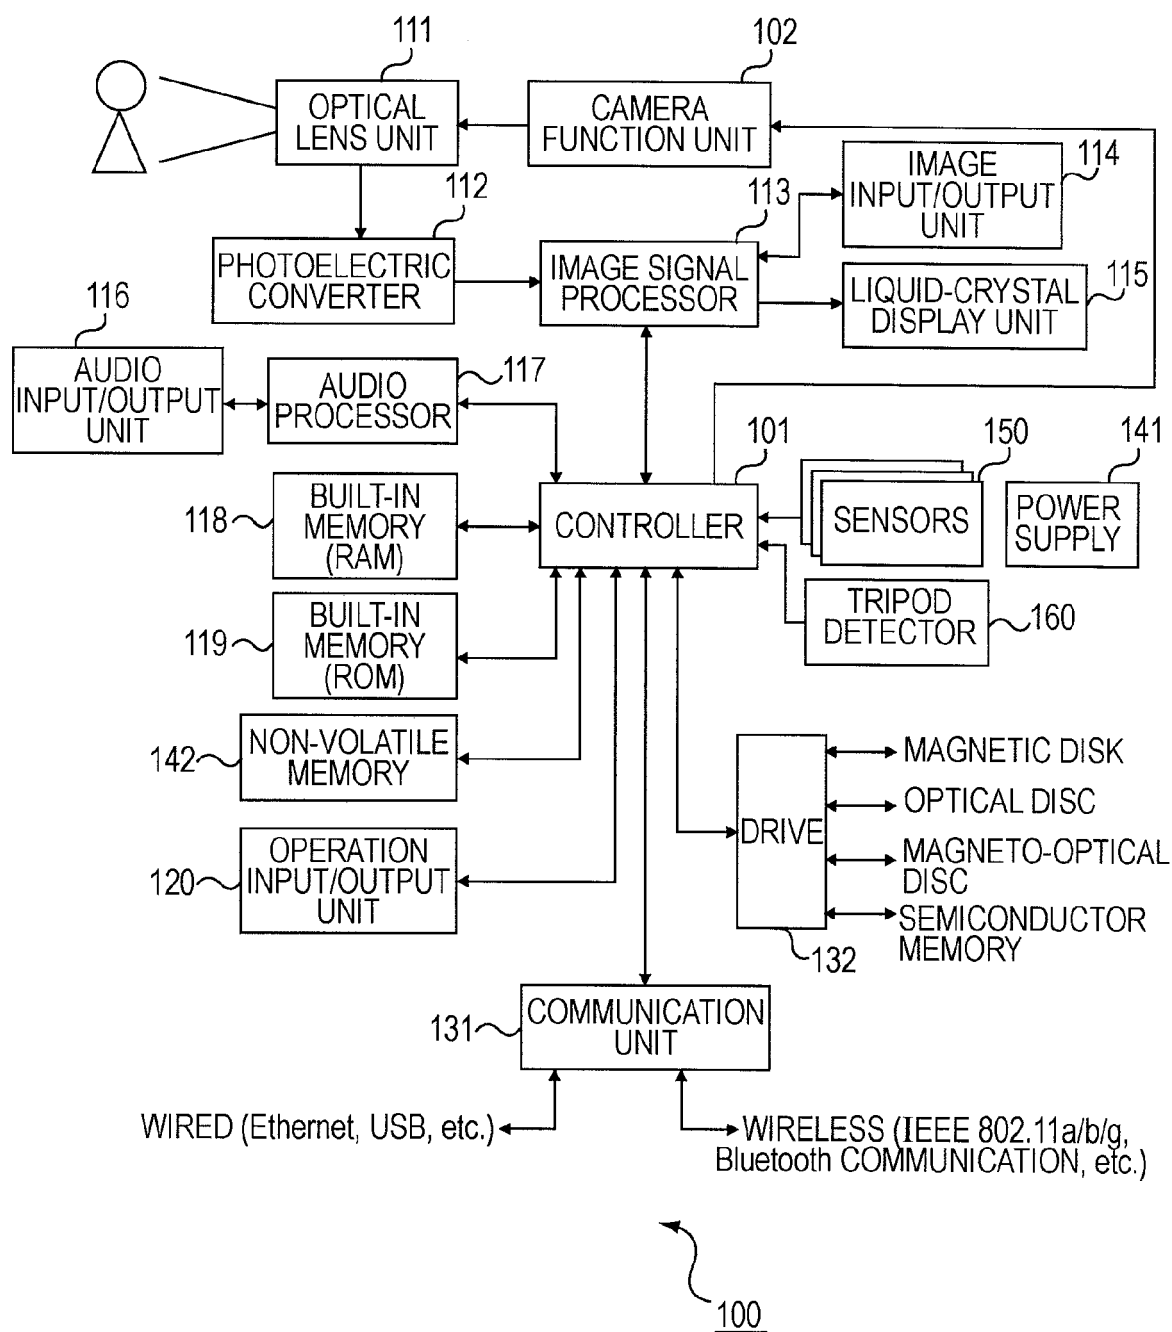 111
102
OPTICAL
LENS UNIT
CAMERA
FUNCTION UNIT
IMAGE
INPUT/OUTPUT
UNIT
114
112
113
PHOTOELECTRIC
CONVERTER
IMAGE SIGNAL
PROCESSOR
LIQUID-CRYSTAL
DISPLAY UNIT
115
116
AUDIO
INPUT/OUTPUT
UNIT
AUDIO
PROCESSOR
117
101
150
141
118
BUILT-IN
MEMORY
(RAM)
CONTROLLER
SENSORS
POWER
SUPPLY
119
BUILT-IN
MEMORY
(ROM)
TRIPOD
DETECTOR
160
142
NON-VOLATILE
MEMORY
DRIVE
MAGNETIC DISK
OPTICAL DISC
MAGNETO-OPTICAL
DISC
SEMICONDUCTOR
MEMORY
120
OPERATION
INPUT/OUTPUT
UNIT
132
131
COMMUNICATION
UNIT
WIRED (Ethernet, USB, etc.)
WIRELESS (IEEE 802.11a/b/g,
Bluetooth COMMUNICATION, etc.)
100